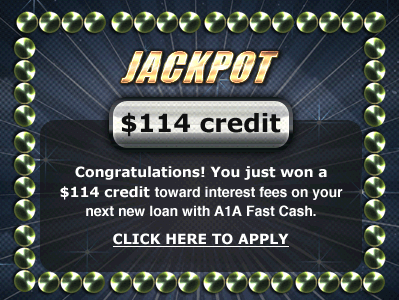 JACKPOT
$114 credit
Congratulations! You just won a
$114 credit toward interest fees on your
next new loan with A1A Fast Cash.
CLICK HERE TO APPLY